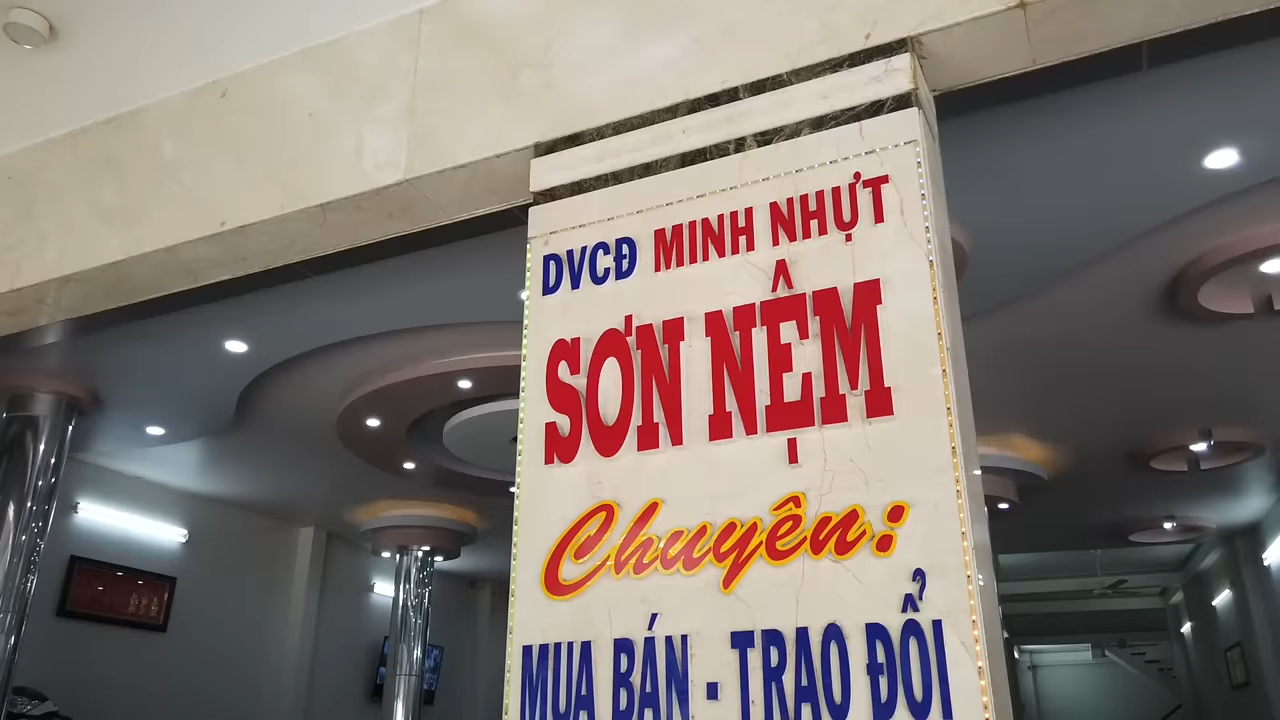 DVCĐ MINH NHỰT
SƠN NỆM
Chuyên:
MUA BÁN - TRAO ĐỔI